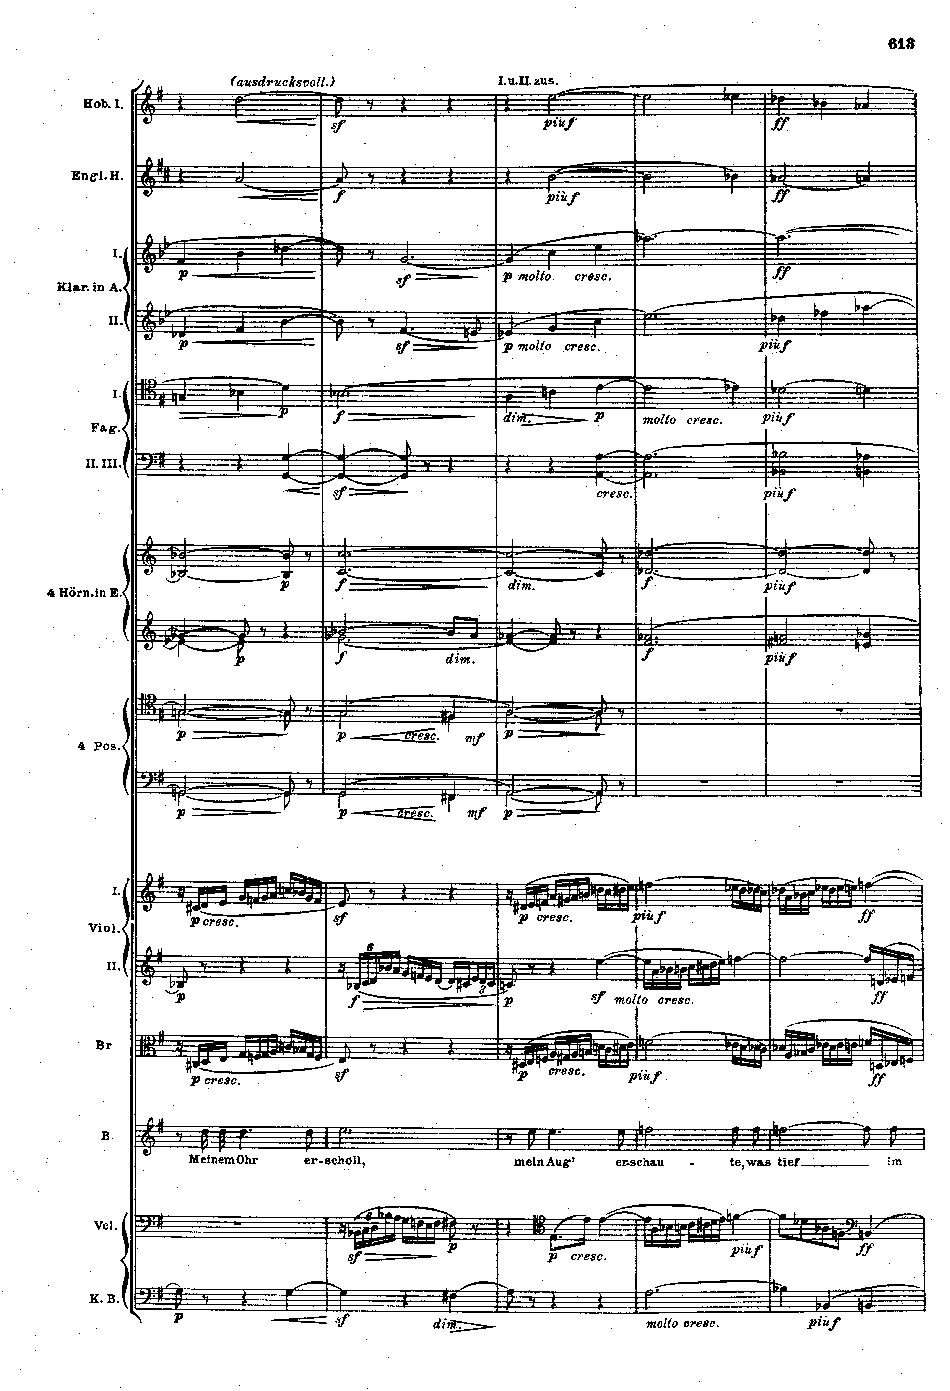 613
(ausdrucksvoll.) I.u.II.zus.
Hob. I.
sf più f ff
Engl. H.
f più f ff
I.
p sf p molto cresc. ff
Klar. in A.
II.
p sf p molto cresc. più f
I.
p f dim. p molto cresc. più f
Fag.
II. III.
sf cresc. più f
p f dim. f più f
4 Hörn. in E.
p f dim. f più f
p p cresc. mf p
4 Pos.
p p cresc. mf p
I.
p cresc. sf p cresc. più f ff
Viol.
II.
6
3
p f p sf molto cresc. ff
Br
p cresc. sf p cresc. più f ff
B.
Meinem Ohr er-scholl, mein Aug' er-schau - te, was tief im
Vcl.
sf p p cresc. più f ff
K. B.
p sf dim. molto cresc. più f